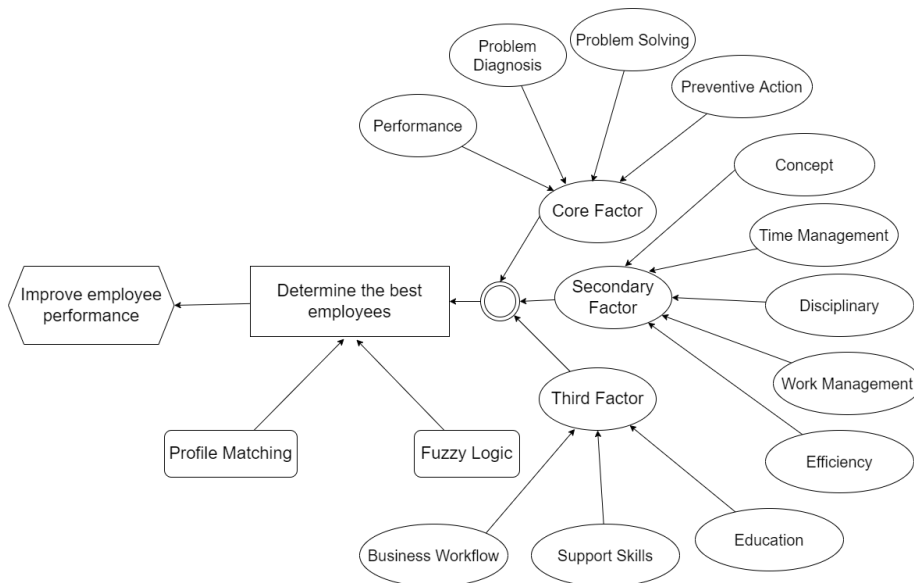 Problem Solving
Problem
Diagnosis
Preventive Action
Performance
Concept
Core Factor
Time Management
Improve employee
performance
Determine the best
employees
Secondary
Factor
Disciplinary
Work Management
Third Factor
Profile Matching
Fuzzy Logic
Efficiency
Business Workflow
Support Skills
Education